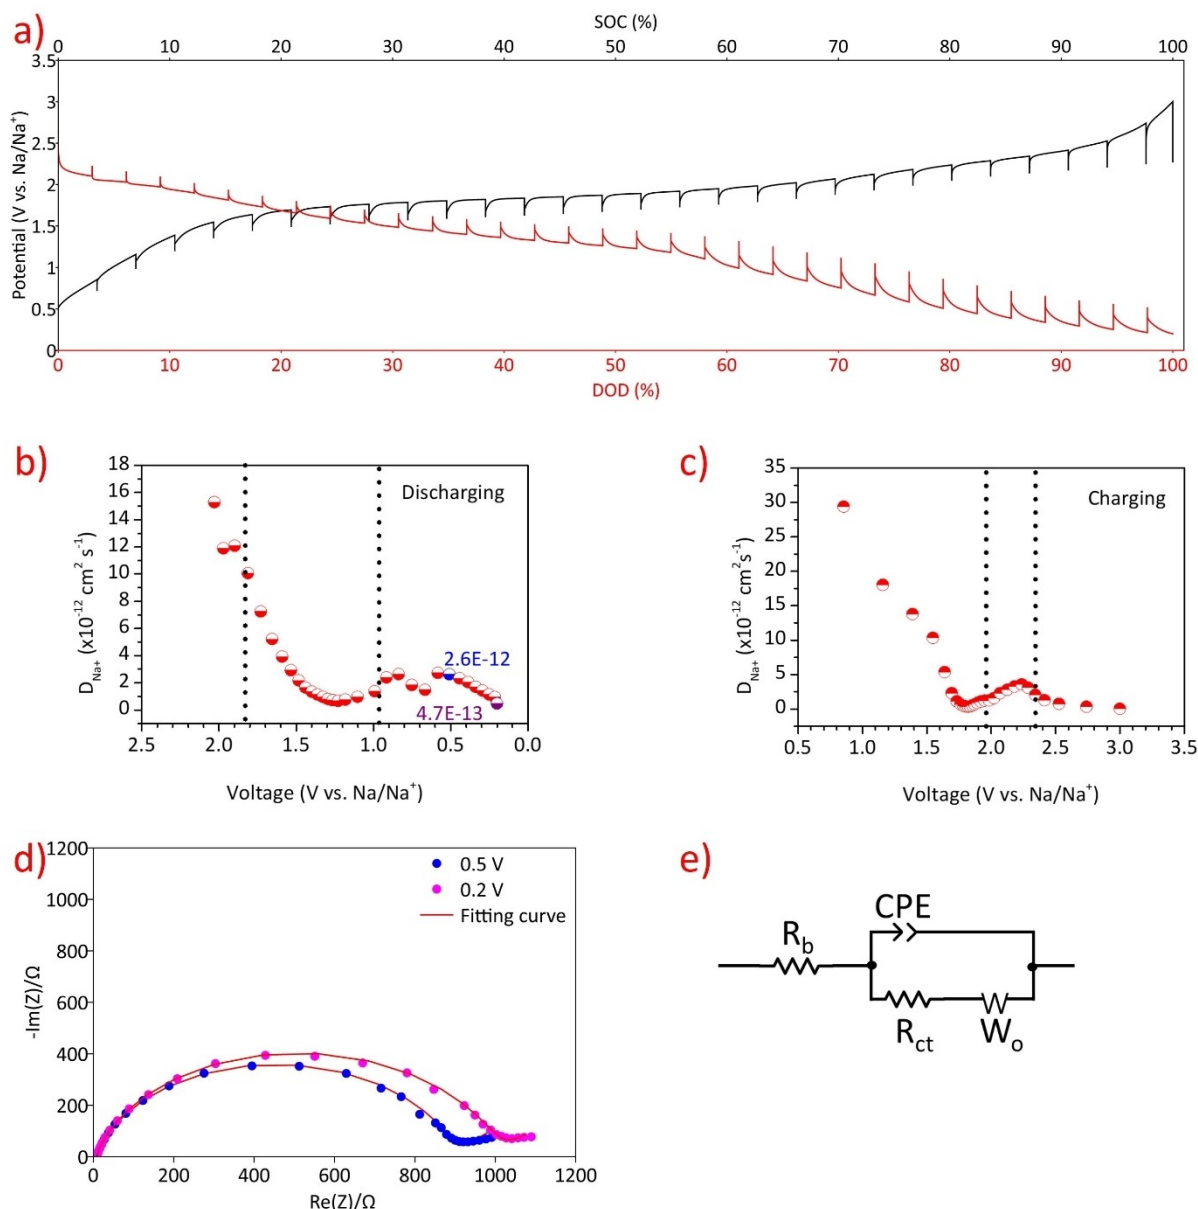 a)
SOC (%)
0 10 20 30 40 50 60 70 80 90 100
Potential (V vs. Na/Na⁺)
3.5
3
2.5
2
1.5
1
0.5
0
0 10 20 30 40 50 60 70 80 90 100
DOD (%)
b)
D_Na+ (x10⁻¹² cm² s⁻¹)
18
16
14
12
10
8
6
4
2
0
Discharging
2.6E-12
4.7E-13
2.5 2.0 1.5 1.0 0.5 0.0
Voltage (V vs. Na/Na⁺)
c)
D_Na+ (x10⁻¹² cm² s⁻¹)
35
30
25
20
15
10
5
0
Charging
0.5 1.0 1.5 2.0 2.5 3.0 3.5
Voltage (V vs. Na/Na⁺)
d)
-Im(Z)/Ω
1200
1000
800
600
400
200
0
0.5 V
0.2 V
Fitting curve
0 200 400 600 800 1000 1200
Re(Z)/Ω
e)
CPE
R_b
R_ct W_o